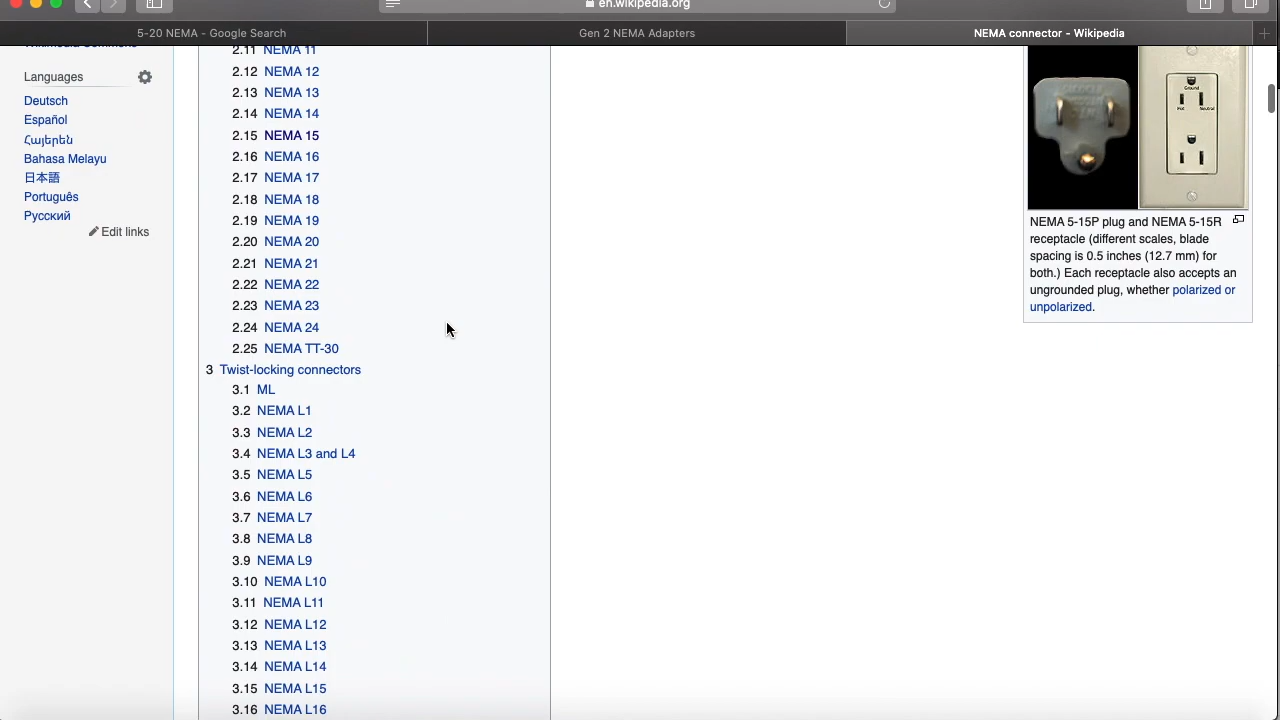 en.wikipedia.org
5-20 NEMA - Google Search
Gen 2 NEMA Adapters
NEMA connector - Wikipedia
Wikimedia Commons
Languages
Deutsch
Español
Հայերեն
Bahasa Melayu
日本語
Português
Русский
Edit links
2.11 NEMA 11
2.12 NEMA 12
2.13 NEMA 13
2.14 NEMA 14
2.15 NEMA 15
2.16 NEMA 16
2.17 NEMA 17
2.18 NEMA 18
2.19 NEMA 19
2.20 NEMA 20
2.21 NEMA 21
2.22 NEMA 22
2.23 NEMA 23
2.24 NEMA 24
2.25 NEMA TT-30
3 Twist-locking connectors
3.1 ML
3.2 NEMA L1
3.3 NEMA L2
3.4 NEMA L3 and L4
3.5 NEMA L5
3.6 NEMA L6
3.7 NEMA L7
3.8 NEMA L8
3.9 NEMA L9
3.10 NEMA L10
3.11 NEMA L11
3.12 NEMA L12
3.13 NEMA L13
3.14 NEMA L14
3.15 NEMA L15
3.16 NEMA L16
Ground
Hot Neutral
NEMA 5-15P plug and NEMA 5-15R
receptacle (different scales, blade
spacing is 0.5 inches (12.7 mm) for
both.) Each receptacle also accepts an
ungrounded plug, whether polarized or
unpolarized.